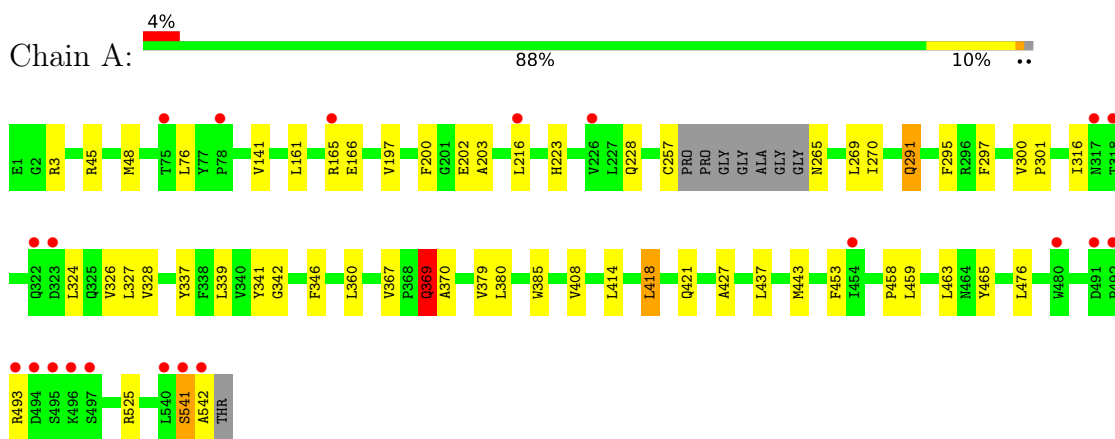 4%
Chain A:
88% 10% ••
E1 G2 R3 R45 M48 T75 L76 Y77 P78 V141 L161 R165 E166 V197 F200 G201 E202 A203 L216 H223 V226 L227 Q228 C257 PRO PRO GLY GLY ALA GLY GLY N265 L269 I270 Q291 F295 R296 F297 V300 P301 I316 N317 T318
Q322 D323 L324 Q325 V326 L327 V328 Y337 F338 L339 V340 Y341 G342 F346 L360 V367 P368 Q369 A370 V379 L380 W385 V408 L414 L418 Q421 A427 L437 M443 F453 I454 P458 L459 L463 N464 Y465 L476 W480 D491
R493 D494 S495 K496 S497 R525 L540 S541 A542 THR